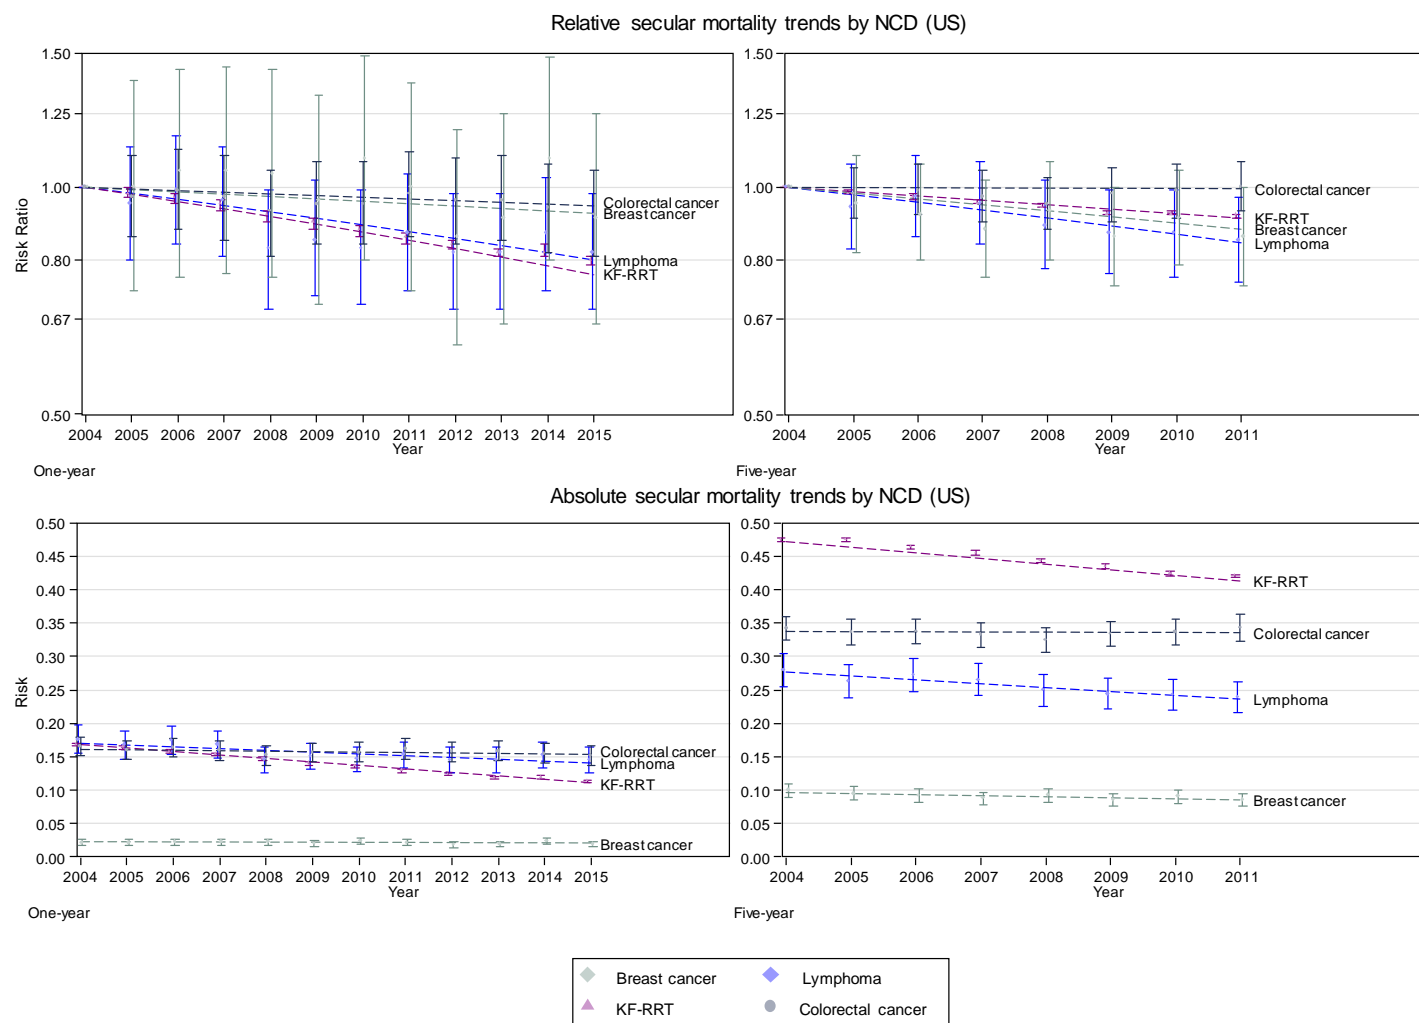 Relative secular mortality trends by NCD (US)
Risk Ratio
1.50
1.25
1.00
0.80
0.67
0.50
Colorectal cancer
Breast cancer
Lymphoma
KF-RRT
2004 2005 2006 2007 2008 2009 2010 2011 2012 2013 2014 2015
Year
One-year
1.50
1.25
1.00
0.80
0.67
0.50
Colorectal cancer
KF-RRT
Breast cancer
Lymphoma
2004 2005 2006 2007 2008 2009 2010 2011
Year
Five-year
Absolute secular mortality trends by NCD (US)
Risk
0.50
0.45
0.40
0.35
0.30
0.25
0.20
0.15
0.10
0.05
0.00
Colorectal cancer
Lymphoma
KF-RRT
Breast cancer
2004 2005 2006 2007 2008 2009 2010 2011 2012 2013 2014 2015
Year
One-year
0.50
0.45
0.40
0.35
0.30
0.25
0.20
0.15
0.10
0.05
0.00
KF-RRT
Colorectal cancer
Lymphoma
Breast cancer
2004 2005 2006 2007 2008 2009 2010 2011
Year
Five-year
Breast cancer Lymphoma
KF-RRT Colorectal cancer